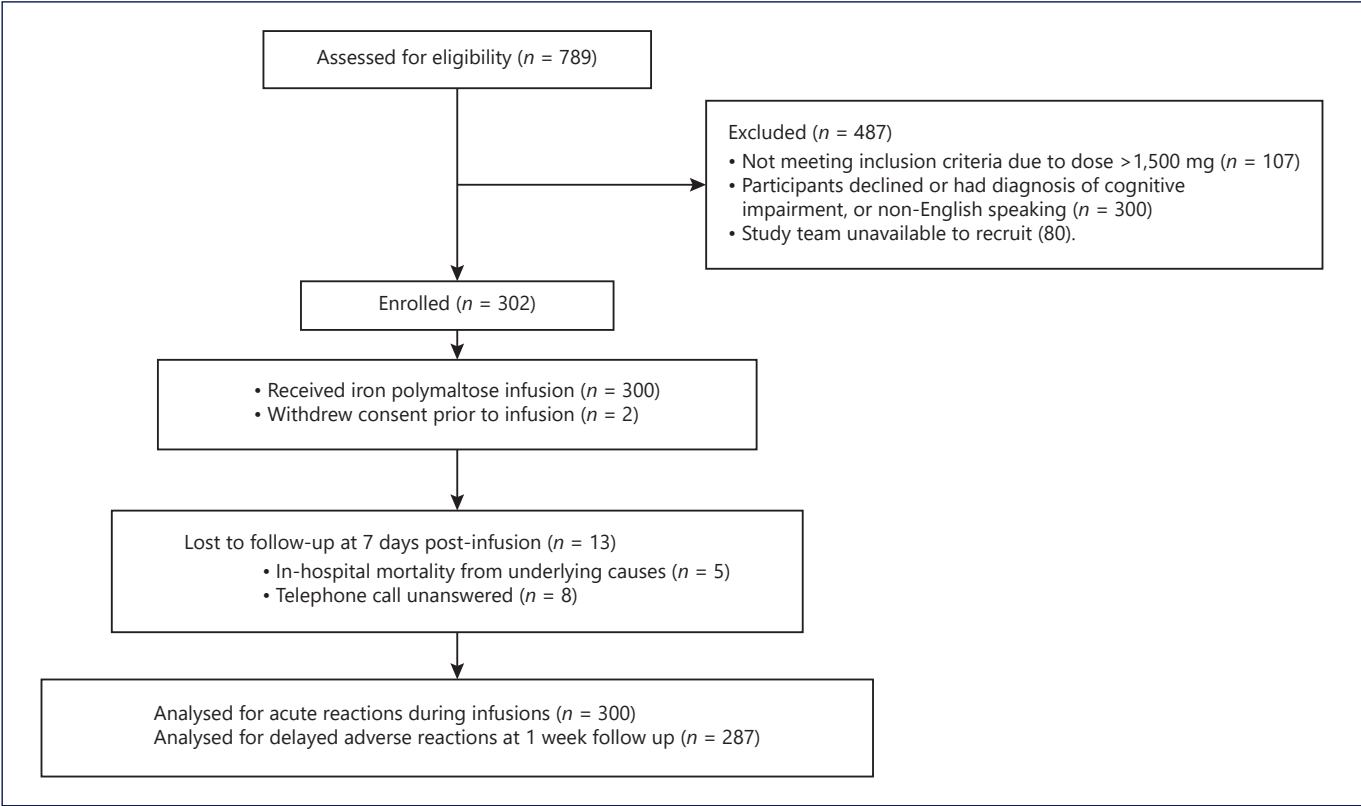 Assessed for eligibility (n = 789)
Excluded (n = 487)
• Not meeting inclusion criteria due to dose >1,500 mg (n = 107)
• Participants declined or had diagnosis of cognitive
impairment, or non-English speaking (n = 300)
• Study team unavailable to recruit (80).
Enrolled (n = 302)
• Received iron polymaltose infusion (n = 300)
• Withdrew consent prior to infusion (n = 2)
Lost to follow-up at 7 days post-infusion (n = 13)
• In-hospital mortality from underlying causes (n = 5)
• Telephone call unanswered (n = 8)
Analysed for acute reactions during infusions (n = 300)
Analysed for delayed adverse reactions at 1 week follow up (n = 287)